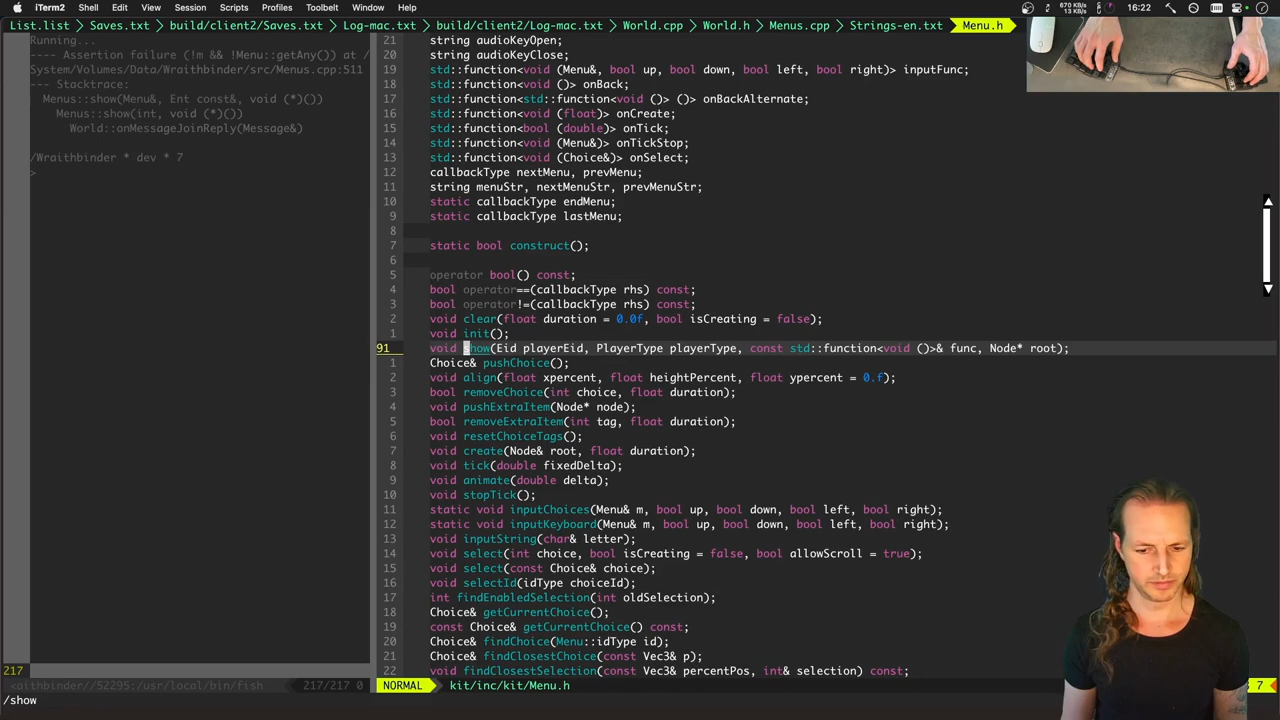 iTerm2 Shell Edit View Session Scripts Profiles Toolbelt Window Help 670 KB/s 13 KB/s 16:22
List.list Saves.txt build/client2/Saves.txt Log-mac.txt build/client2/Log-mac.txt World.cpp World.h Menus.cpp Strings-en.txt Menu.h
Running...
---- Assertion failure (!m && !Menu::getAny()) at /
System/Volumes/Data/Wraithbinder/src/Menus.cpp:511
--- Stacktrace:
Menus::show(Menu&, Ent const&, void (*)())
Menus::show(int, void (*)())
World::onMessageJoinReply(Message&)
/Wraithbinder * dev * 7
>
217
<aithbinder//52295:/usr/local/bin/fish 217/217 0
21 string audioKeyOpen;
20 string audioKeyClose;
19 std::function<void (Menu&, bool up, bool down, bool left, bool right)> inputFunc;
18 std::function<void ()> onBack;
17 std::function<std::function<void ()> ()> onBackAlternate;
16 std::function<void (float)> onCreate;
15 std::function<bool (double)> onTick;
14 std::function<void (Menu&)> onTickStop;
13 std::function<void (Choice&)> onSelect;
12 callbackType nextMenu, prevMenu;
11 string menuStr, nextMenuStr, prevMenuStr;
10 static callbackType endMenu;
9 static callbackType lastMenu;
8
7 static bool construct();
6
5 operator bool() const;
4 bool operator==(callbackType rhs) const;
3 bool operator!=(callbackType rhs) const;
2 void clear(float duration = 0.0f, bool isCreating = false);
1 void init();
91 void show(Eid playerEid, PlayerType playerType, const std::function<void ()>& func, Node* root);
1 Choice& pushChoice();
2 void align(float xpercent, float heightPercent, float ypercent = 0.f);
3 bool removeChoice(int choice, float duration);
4 void pushExtraItem(Node* node);
5 bool removeExtraItem(int tag, float duration);
6 void resetChoiceTags();
7 void create(Node& root, float duration);
8 void tick(double fixedDelta);
9 void animate(double delta);
10 void stopTick();
11 static void inputChoices(Menu& m, bool up, bool down, bool left, bool right);
12 static void inputKeyboard(Menu& m, bool up, bool down, bool left, bool right);
13 void inputString(char& letter);
14 void select(int choice, bool isCreating = false, bool allowScroll = true);
15 void select(const Choice& choice);
16 void selectId(idType choiceId);
17 int findEnabledSelection(int oldSelection);
18 Choice& getCurrentChoice();
19 const Choice& getCurrentChoice() const;
20 Choice& findChoice(Menu::idType id);
21 Choice& findClosestChoice(const Vec3& p);
22 void findClosestSelection(const Vec3& percentPos, int& selection) const;
NORMAL kit/inc/kit/Menu.h 7
/show